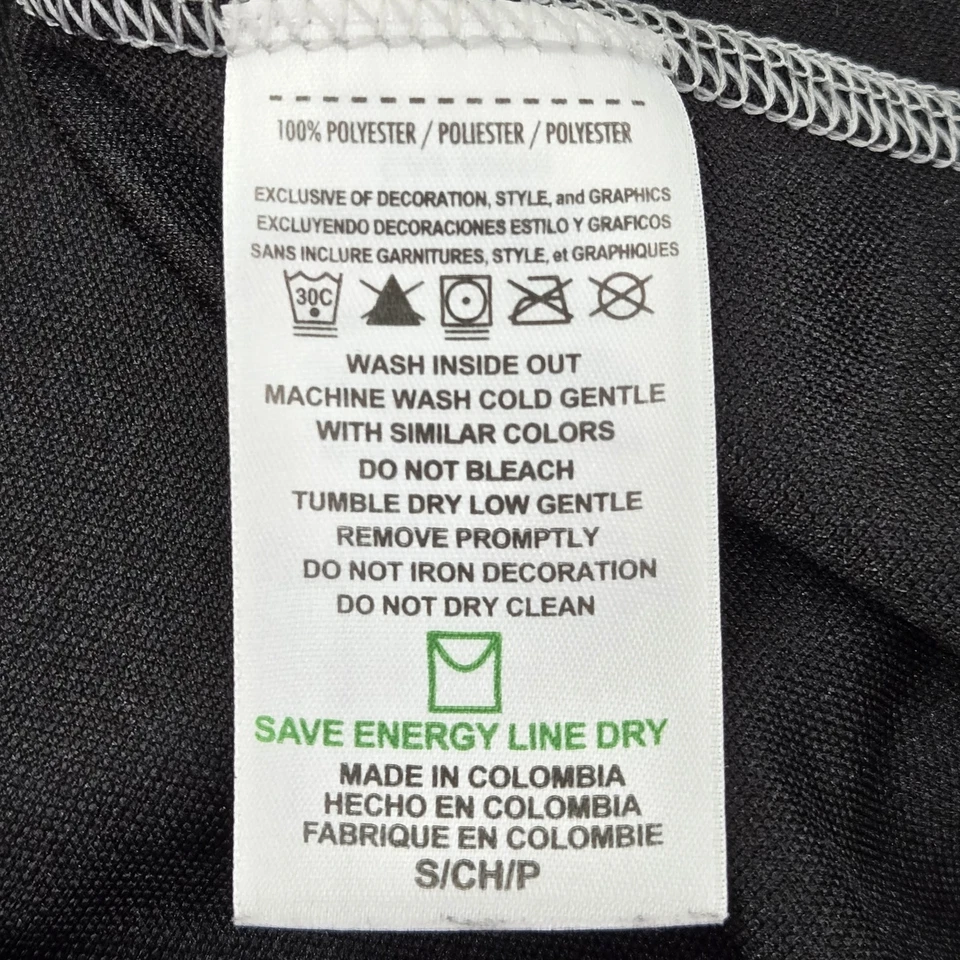 100% POLYESTER / POLIESTER / POLYESTER
EXCLUSIVE OF DECORATION, STYLE, and GRAPHICS
EXCLUYENDO DECORACIONES ESTILO Y GRAFICOS
SANS INCLURE GARNITURES, STYLE, et GRAPHIQUES
30C
WASH INSIDE OUT
MACHINE WASH COLD GENTLE
WITH SIMILAR COLORS
DO NOT BLEACH
TUMBLE DRY LOW GENTLE
REMOVE PROMPTLY
DO NOT IRON DECORATION
DO NOT DRY CLEAN
SAVE ENERGY LINE DRY
MADE IN COLOMBIA
HECHO EN COLOMBIA
FABRIQUE EN COLOMBIE
S/CH/P